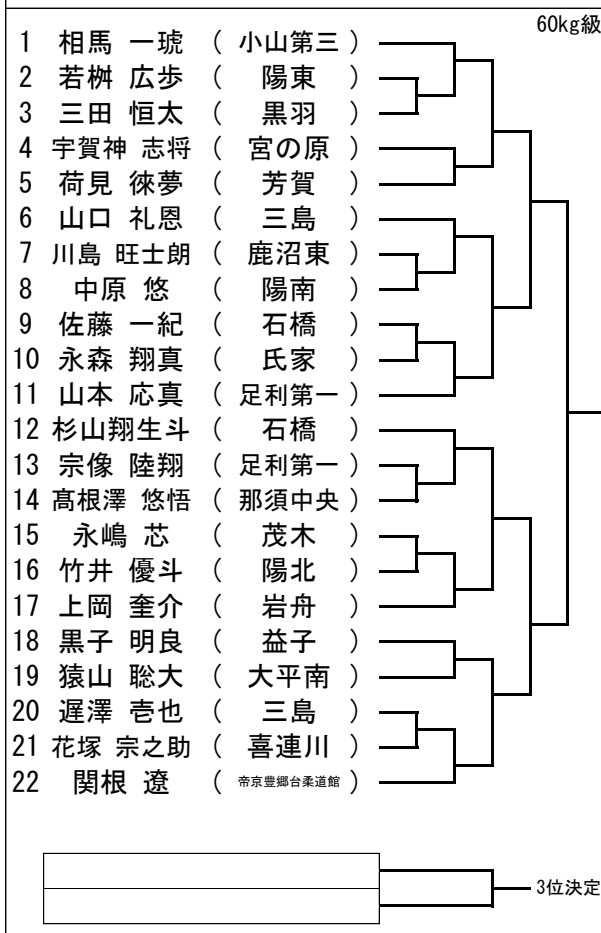 60kg級
1 相馬 一琥 ( 小山第三 )
2 若桝 広歩 ( 陽東 )
3 三田 恒太 ( 黒羽 )
4 宇賀神 志将 ( 宮の原 )
5 荷見 徠夢 ( 芳賀 )
6 山口 礼恩 ( 三島 )
7 川島 旺士朗 ( 鹿沼東 )
8 中原 悠 ( 陽南 )
9 佐藤 一紀 ( 石橋 )
10 永森 翔真 ( 氏家 )
11 山本 応真 ( 足利第一 )
12 杉山翔生斗 ( 石橋 )
13 宗像 陸翔 ( 足利第一 )
14 髙根澤 悠悟 ( 那須中央 )
15 永嶋 芯 ( 茂木 )
16 竹井 優斗 ( 陽北 )
17 上岡 奎介 ( 岩舟 )
18 黒子 明良 ( 益子 )
19 猿山 聡大 ( 大平南 )
20 遅澤 壱也 ( 三島 )
21 花塚 宗之助 ( 喜連川 )
22 関根 遼 ( 帝京豊郷台柔道館 )
3位決定